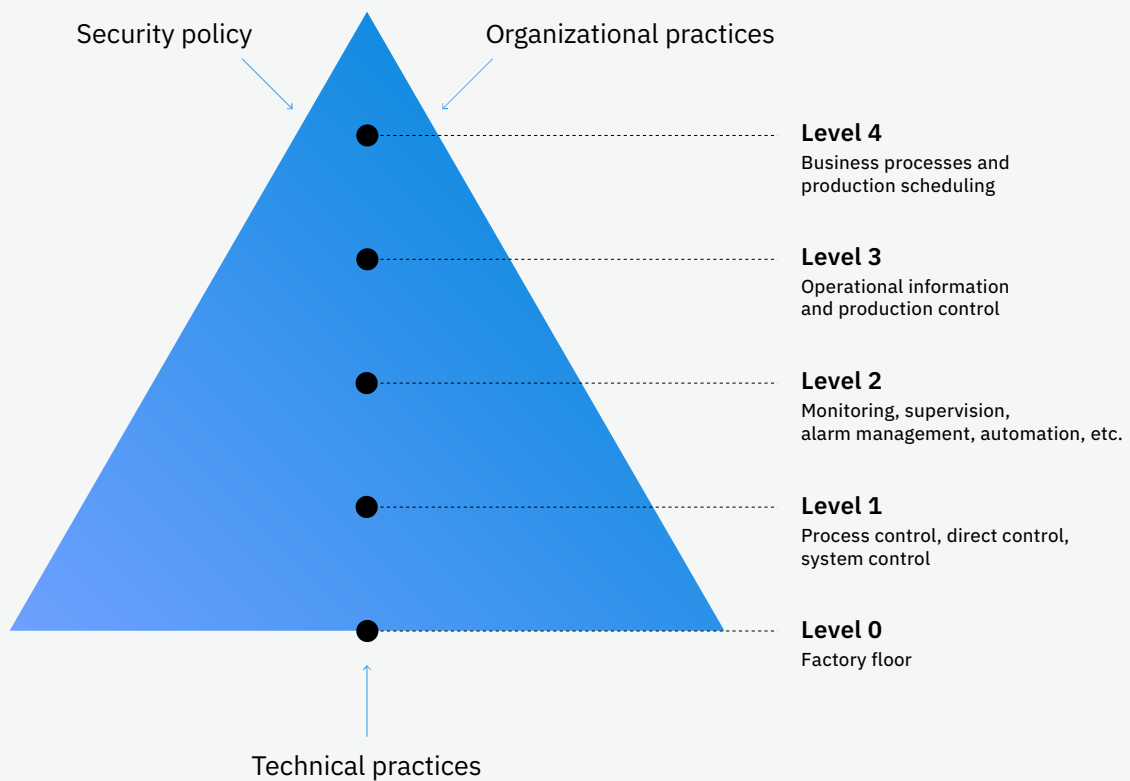 Security policy
Organizational practices
Level 4
Business processes and
production scheduling
Level 3
Operational information
and production control
Level 2
Monitoring, supervision,
alarm management, automation, etc.
Level 1
Process control, direct control,
system control
Level 0
Factory floor
Technical practices